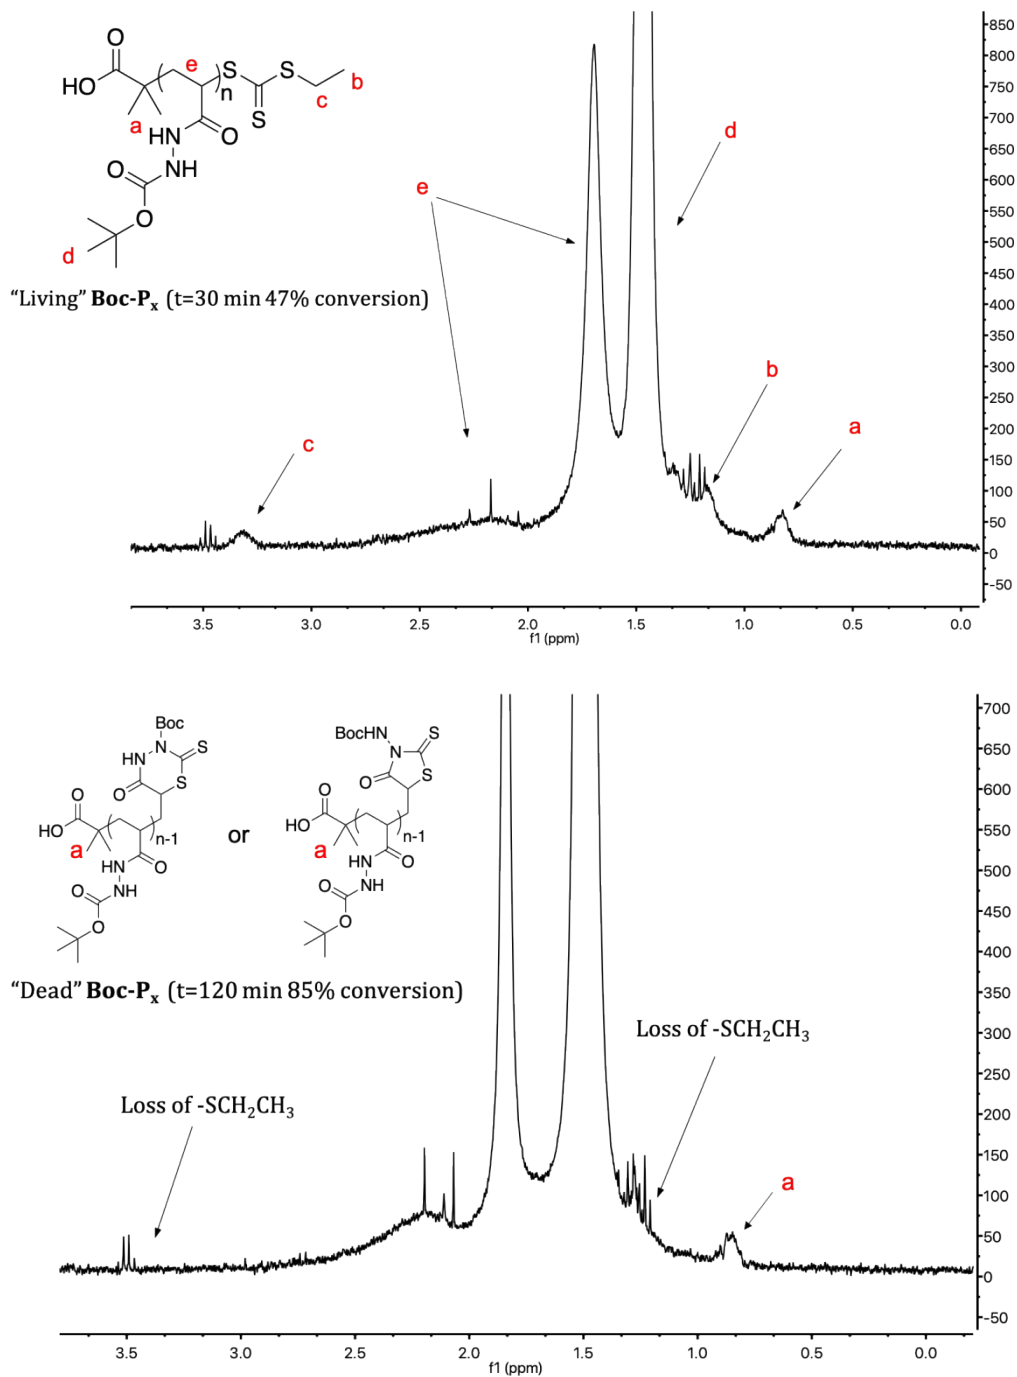 O
HO
e
n
S
S
S
b
c
a
HN
O
NH
O
O
d
"Living" Boc-Pₓ (t=30 min 47% conversion)
e
d
b
a
c
850
800
750
700
650
600
550
500
450
400
350
300
250
200
150
100
50
0
-50
3.5 3.0 2.5 2.0 1.5 1.0 0.5 0.0
f1 (ppm)
Boc
HN
N
S
O
S
O
HO
a
n-1
HN
O
NH
O
O
or
BocHN
N
S
O
S
O
HO
a
n-1
HN
O
NH
O
O
"Dead" Boc-Pₓ (t=120 min 85% conversion)
Loss of -SCH₂CH₃
Loss of -SCH₂CH₃
a
700
650
600
550
500
450
400
350
300
250
200
150
100
50
0
-50
3.5 3.0 2.5 2.0 1.5 1.0 0.5 0.0
f1 (ppm)